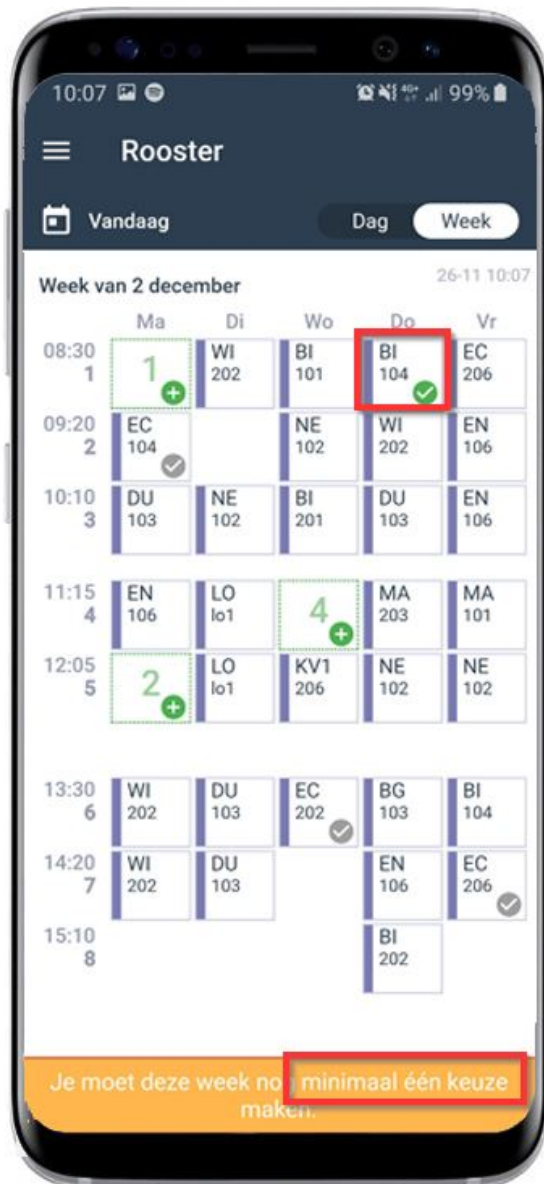 10:07 4G+ 99%
Rooster
Vandaag Dag Week
Week van 2 december 26-11 10:07
Ma Di Wo Do Vr
08:30 1 WI BI BI EC
1 202 101 104 206
09:20 EC NE WI EN
2 104 102 202 106
10:10 DU NE BI DU EN
3 103 102 201 103 106
11:15 EN LO 4 MA MA
4 106 lo1 203 101
12:05 2 LO KV1 NE NE
5 lo1 206 102 102
13:30 WI DU EC BG BI
6 202 103 202 103 104
14:20 WI DU EN EC
7 202 103 106 206
15:10 BI
8 202
Je moet deze week minimaal één keuze
maken.